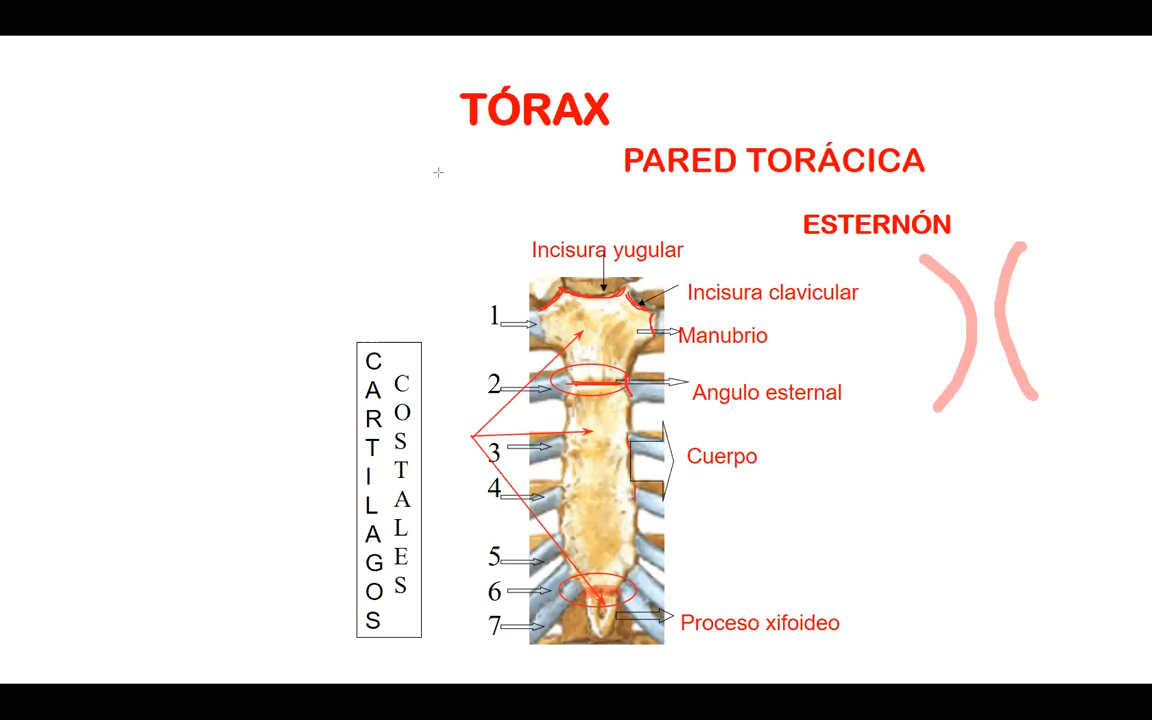 TÓRAX
PARED TORÁCICA
ESTERNÓN
Incisura yugular
Incisura clavicular
1
Manubrio
CARTILAGOS
COSTALES
2
Angulo esternal
3
Cuerpo
4
5
6
7
Proceso xifoideo